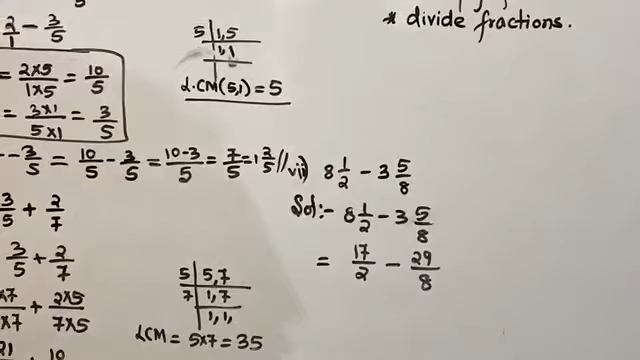 2/1 - 3/5
= 2×5/1×5 = 10/5
= 3×1/5×1 = 3/5
- 3/5 = 10/5 - 3/5 = 10-3/5 = 7/5 = 1 2/5 //
3/5 + 2/7
3/5 + 2/7
×7/×7 + 2×5/7×5
21 10
5 | 1,5
1,1
L.CM(5,1) = 5
5 | 5,7
7 | 1,7
1,1,
LCM = 5×7 = 35
* divide fractions.
vii) 8 1/2 - 3 5/8
Sol:- 8 1/2 - 3 5/8
= 17/2 - 29/8